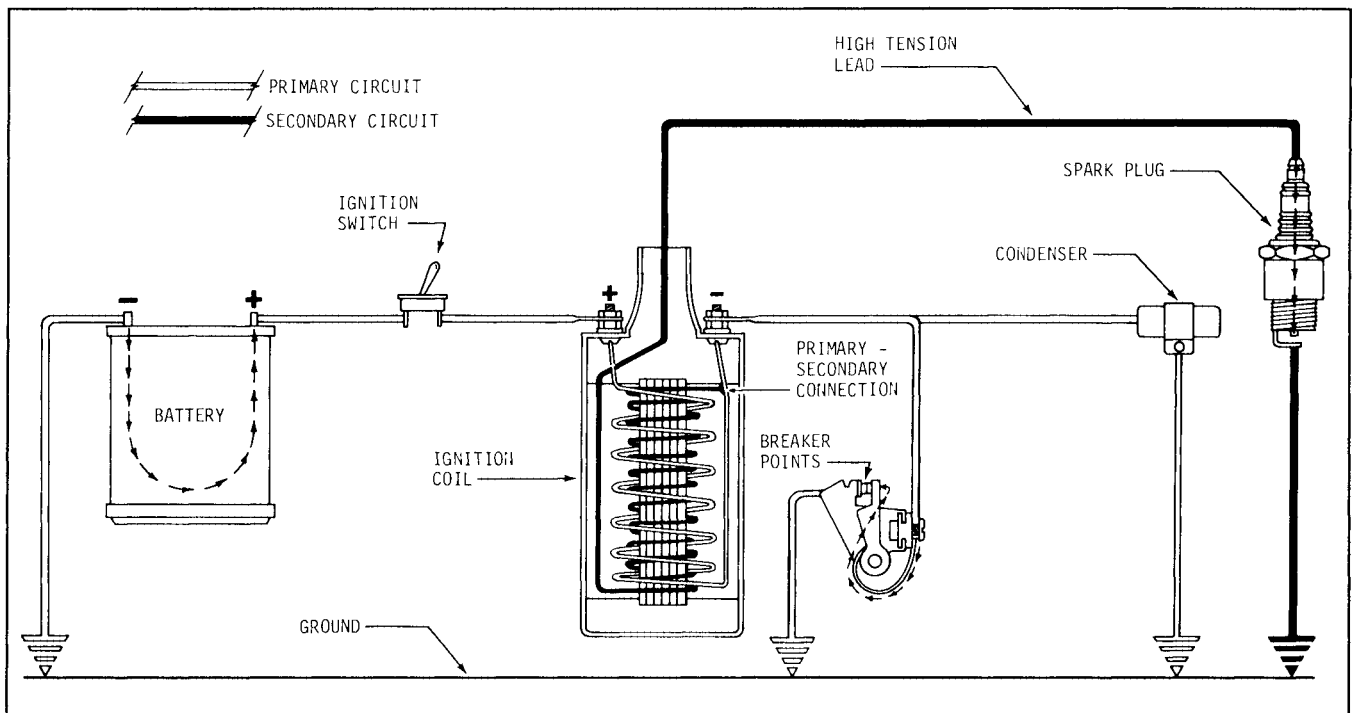 HIGH TENSION
LEAD
PRIMARY CIRCUIT
SECONDARY CIRCUIT
SPARK PLUG
IGNITION
SWITCH
CONDENSER
+
-
-
+
PRIMARY -
SECONDARY
CONNECTION
BATTERY
BREAKER
POINTS
IGNITION
COIL
GROUND